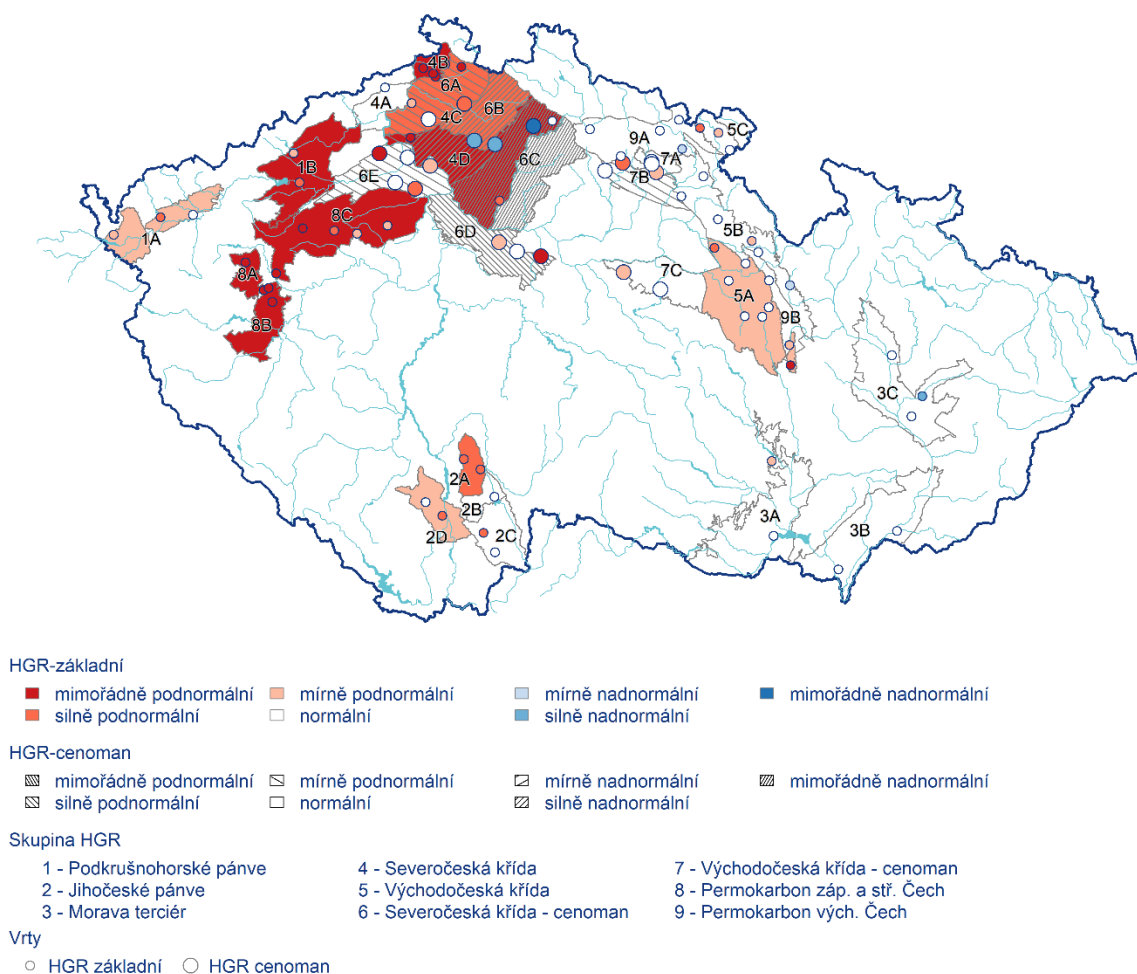 4B
6A
4A
4C
6B
5C
9A
7A
4D
6C
1B
6E
7B
8C
6D
5B
1A
8A
7C
5A
9B
8B
3C
2A
2B
3A
3B
2D
2C
HGR-základní
mimořádně podnormální mírně podnormální mírně nadnormální mimořádně nadnormální
silně podnormální normální silně nadnormální
HGR-cenoman
mimořádně podnormální mírně podnormální mírně nadnormální mimořádně nadnormální
silně podnormální normální silně nadnormální
Skupina HGR
1 - Podkrušnohorské pánve 4 - Severočeská křída 7 - Východočeská křída - cenoman
2 - Jihočeské pánve 5 - Východočeská křída 8 - Permokarbon záp. a stř. Čech
3 - Morava terciér 6 - Severočeská křída - cenoman 9 - Permokarbon vých. Čech
Vrty
HGR základní HGR cenoman